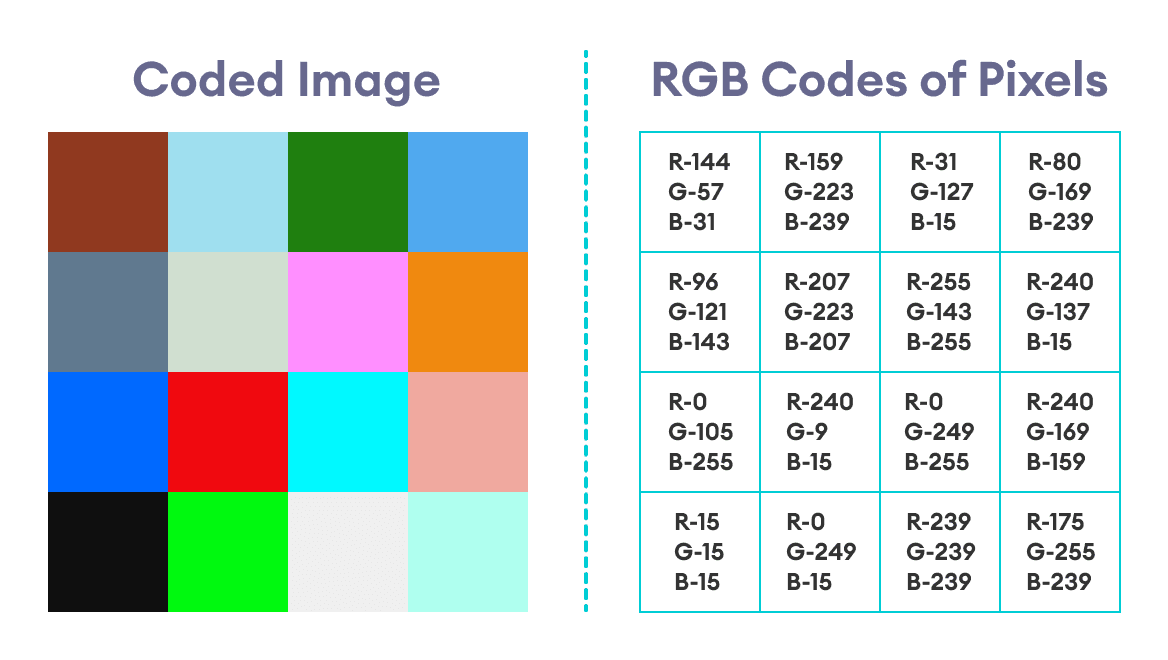 Coded Image
RGB Codes of Pixels
R-144
G-57
B-31
R-159
G-223
B-239
R-31
G-127
B-15
R-80
G-169
B-239
R-96
G-121
B-143
R-207
G-223
B-207
R-255
G-143
B-255
R-240
G-137
B-15
R-0
G-105
B-255
R-240
G-9
B-15
R-0
G-249
B-255
R-240
G-169
B-159
R-15
G-15
B-15
R-0
G-249
B-15
R-239
G-239
B-239
R-175
G-255
B-239